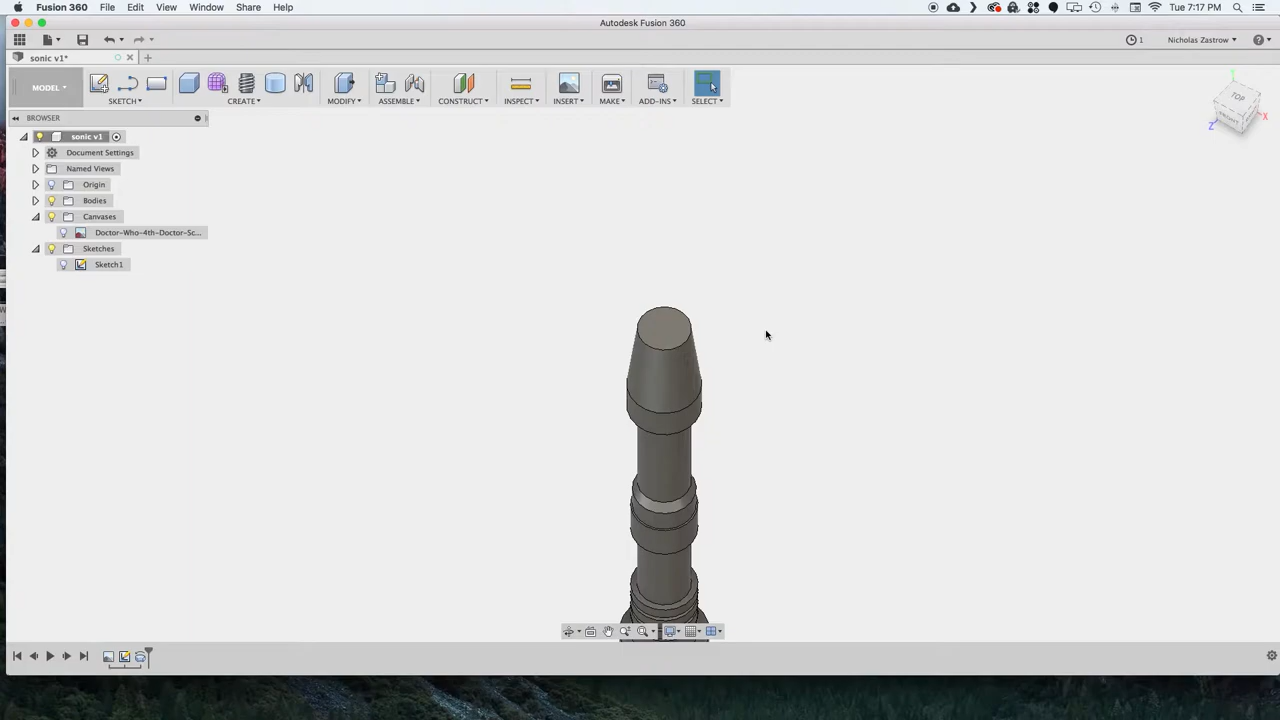 Fusion 360 File Edit View Window Share Help Tue 7:17 PM
Autodesk Fusion 360
1 Nicholas Zastrow
sonic v1*
MODEL SKETCH CREATE MODIFY ASSEMBLE CONSTRUCT INSPECT INSERT MAKE ADD-INS SELECT
TOP
FRONT
X
Z
BROWSER
sonic v1
Document Settings
Named Views
Origin
Bodies
Canvases
Doctor-Who-4th-Doctor-Sc...
Sketches
Sketch1